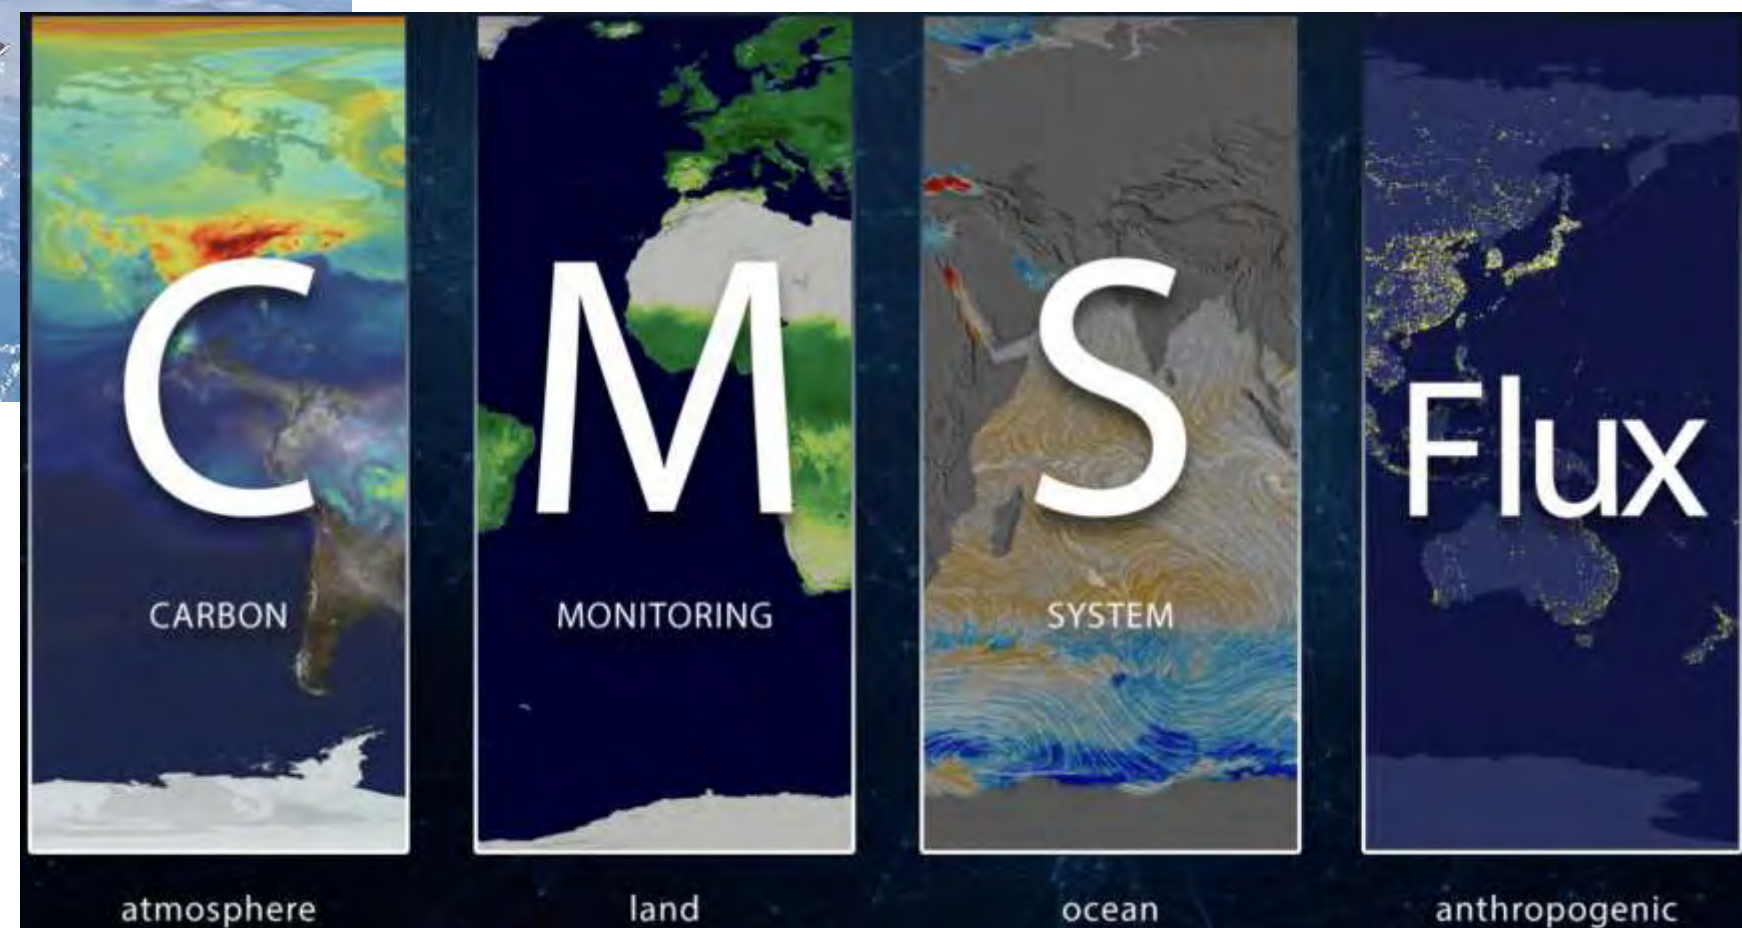 C M S Flux
CARBON MONITORING SYSTEM
atmosphere land ocean anthropogenic